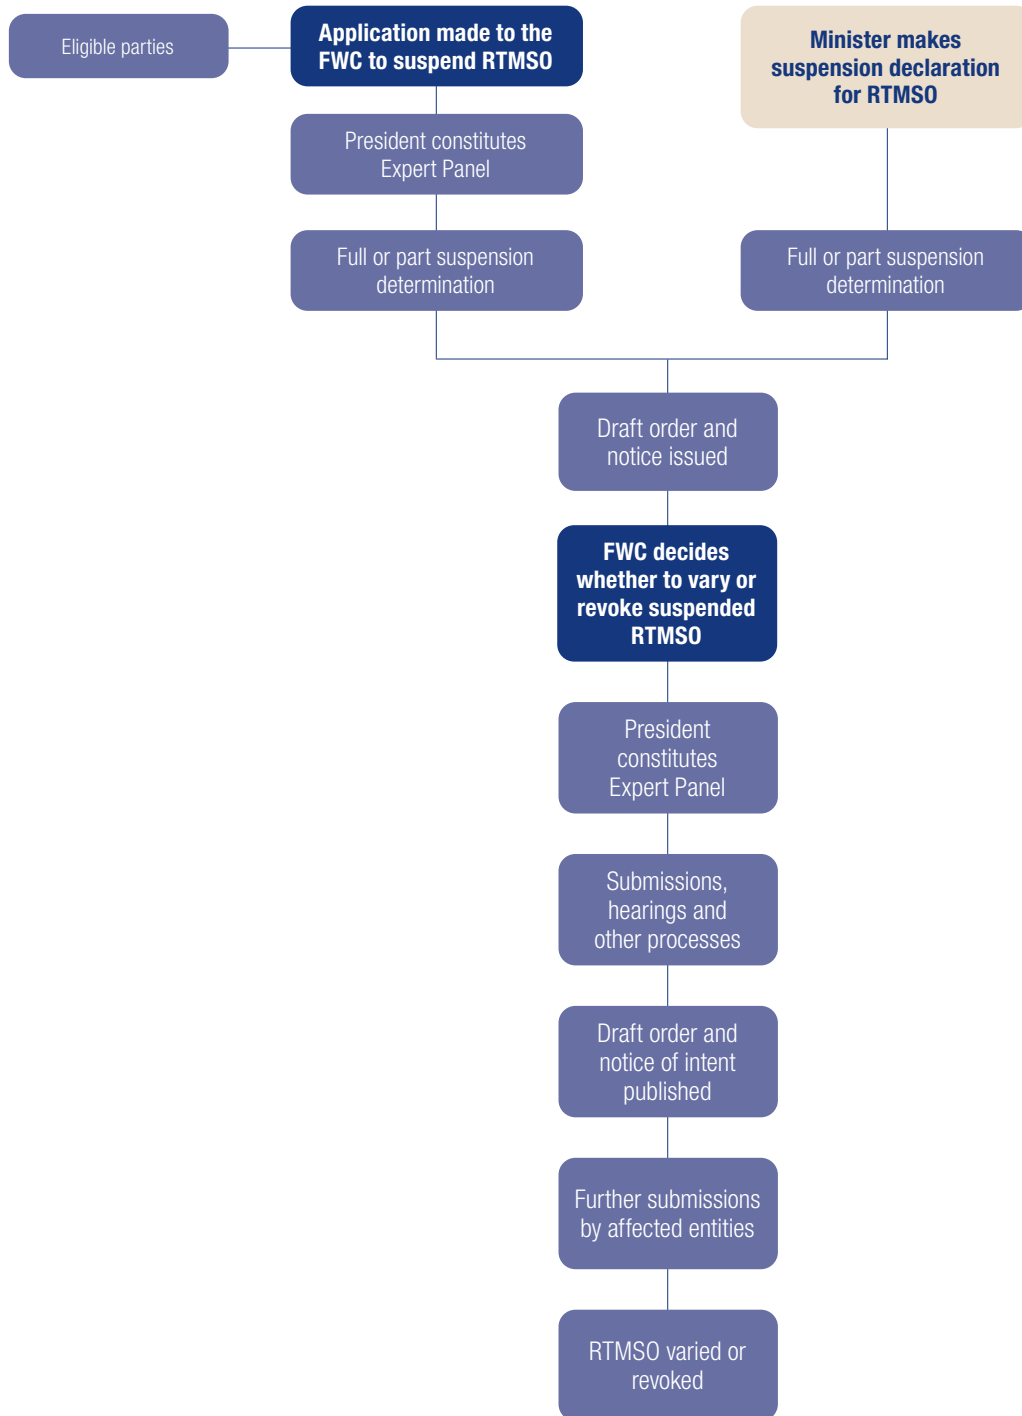 Eligible parties
Application made to the
FWC to suspend RTMSO
Minister makes
suspension declaration
for RTMSO
President constitutes
Expert Panel
Full or part suspension
determination
Full or part suspension
determination
Draft order and
notice issued
FWC decides
whether to vary or
revoke suspended
RTMSO
President
constitutes
Expert Panel
Submissions,
hearings and
other processes
Draft order and
notice of intent
published
Further submissions
by affected entities
RTMSO varied or
revoked